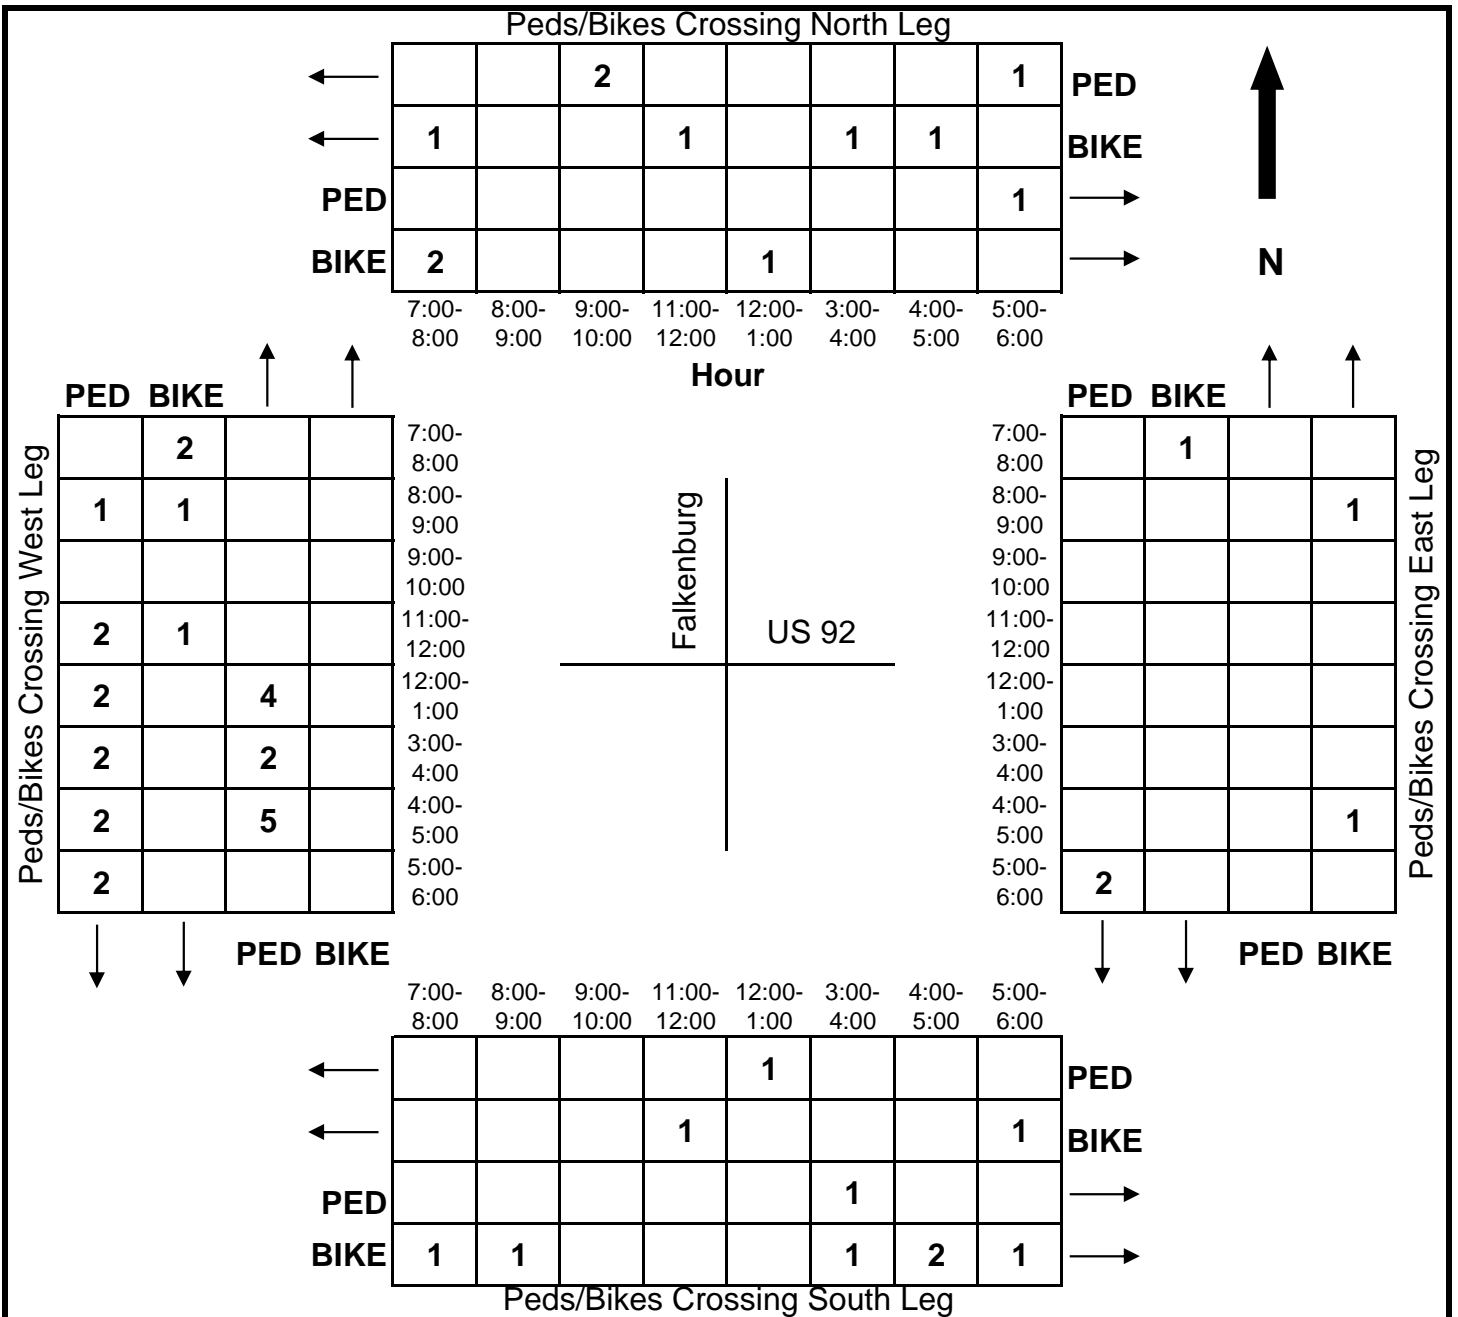 Peds/Bikes Crossing North Leg
2 1 PED
1 1 1 1 BIKE
PED 1
BIKE 2 1
N
7:00- 8:00- 9:00- 11:00- 12:00- 3:00- 4:00- 5:00-
8:00 9:00 10:00 12:00 1:00 4:00 5:00 6:00
Hour
PED BIKE
Peds/Bikes Crossing West Leg
2
1 1
2 1
2 4
2 2
2 5
2
PED BIKE
7:00-
8:00
8:00-
9:00
9:00-
10:00
11:00-
12:00
12:00-
1:00
3:00-
4:00
4:00-
5:00
5:00-
6:00
Falkenburg
US 92
PED BIKE
7:00-
8:00
8:00-
9:00
9:00-
10:00
11:00-
12:00
12:00-
1:00
3:00-
4:00
4:00-
5:00
5:00-
6:00
1
1
1
2
PED BIKE
Peds/Bikes Crossing East Leg
7:00- 8:00- 9:00- 11:00- 12:00- 3:00- 4:00- 5:00-
8:00 9:00 10:00 12:00 1:00 4:00 5:00 6:00
1 PED
1 1 BIKE
PED 1
BIKE 1 1 1 2 1
Peds/Bikes Crossing South Leg